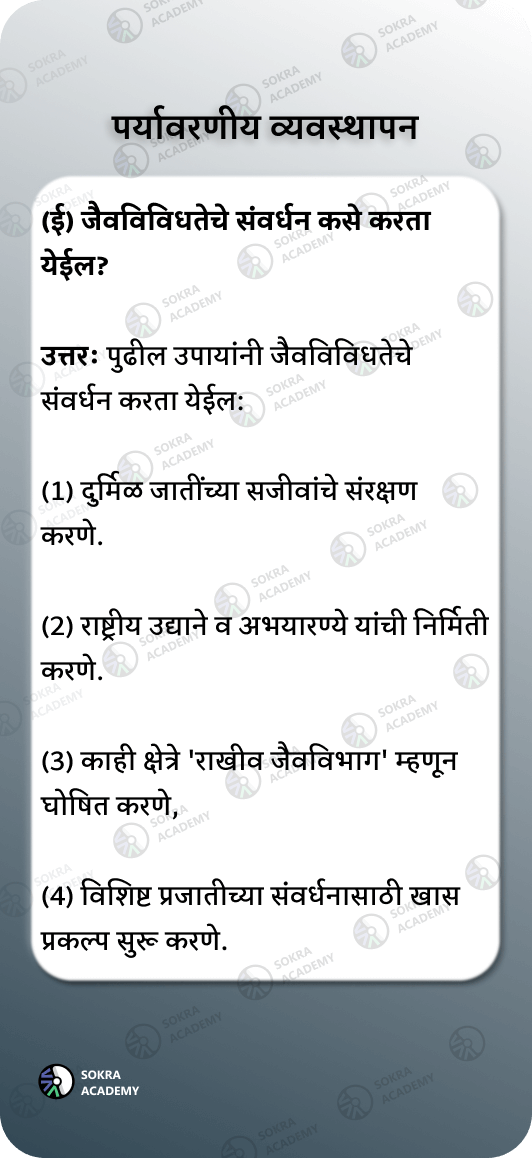 पर्यावरणीय व्यवस्थापन
(ई) जैवविविधतेचे संवर्धन कसे करता
येईल?
उत्तरः पुढील उपायांनी जैवविविधतेचे
संवर्धन करता येईल:
(1) दुर्मिळ जातींच्या सजीवांचे संरक्षण
करणे.
(2) राष्ट्रीय उद्याने व अभयारण्ये यांची निर्मिती
करणे.
(3) काही क्षेत्रे 'राखीव जैवविभाग' म्हणून
घोषित करणे,
(4) विशिष्ट प्रजातीच्या संवर्धनासाठी खास
प्रकल्प सुरू करणे.
SOKRA
ACADEMY